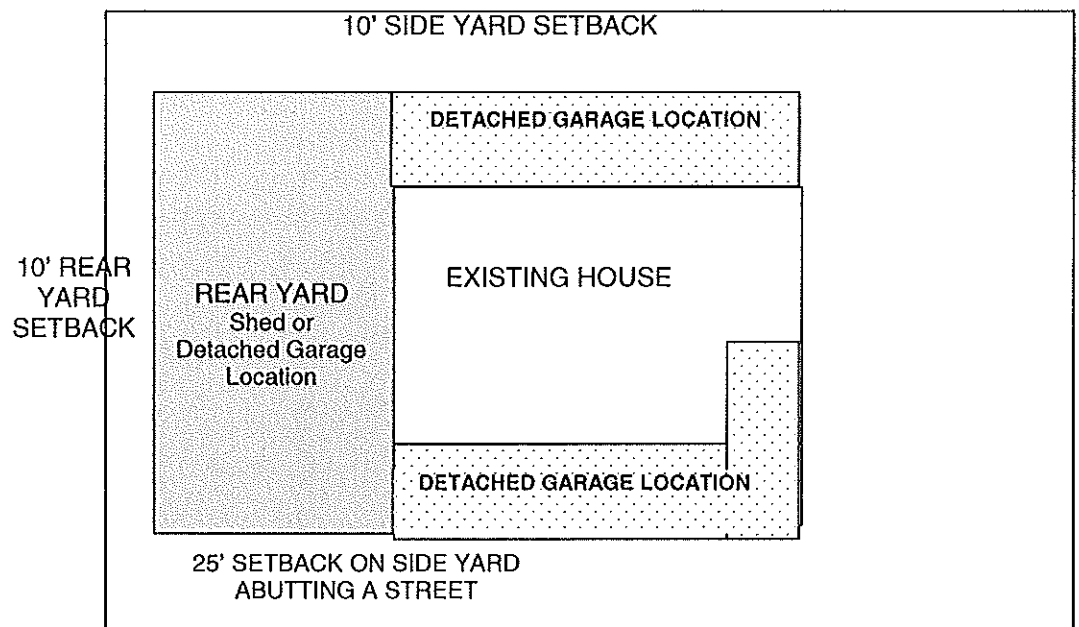 10' SIDE YARD SETBACK
DETACHED GARAGE LOCATION
10' REAR
YARD
SETBACK
REAR YARD
Shed or
Detached Garage
Location
EXISTING HOUSE
DETACHED GARAGE LOCATION
25' SETBACK ON SIDE YARD
ABUTTING A STREET